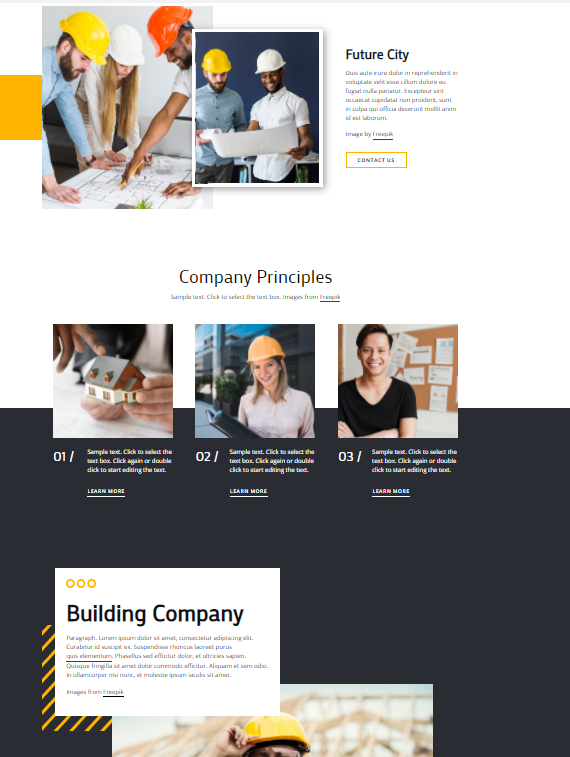 Future City
Duis aute irure dolor in reprehenderit in
voluptate velit esse cillum dolore eu
fugiat nulla pariatur. Excepteur sint
occaecat cupidatat non proident, sunt
in culpa qui officia deserunt mollit anim
id est laborum.
Image by Freepik
CONTACT US
Company Principles
Sample text. Click to select the text box. Images from Freepik
01 /
Sample text. Click to select the
text box. Click again or double
click to start editing the text.
LEARN MORE
02 /
Sample text. Click to select the
text box. Click again or double
click to start editing the text.
LEARN MORE
03 /
Sample text. Click to select the
text box. Click again or double
click to start editing the text.
LEARN MORE
Building Company
Paragraph. Lorem ipsum dolor sit amet, consectetur adipiscing elit.
Curabitur id suscipit ex. Suspendisse rhoncus laoreet purus
quis elementum. Phasellus sed efficitur dolor, et ultricies sapien.
Quisque fringilla sit amet dolor commodo efficitur. Aliquam et sem odio.
In ullamcorper nisi nunc, et molestie ipsum iaculis sit amet.
Images from Freepik